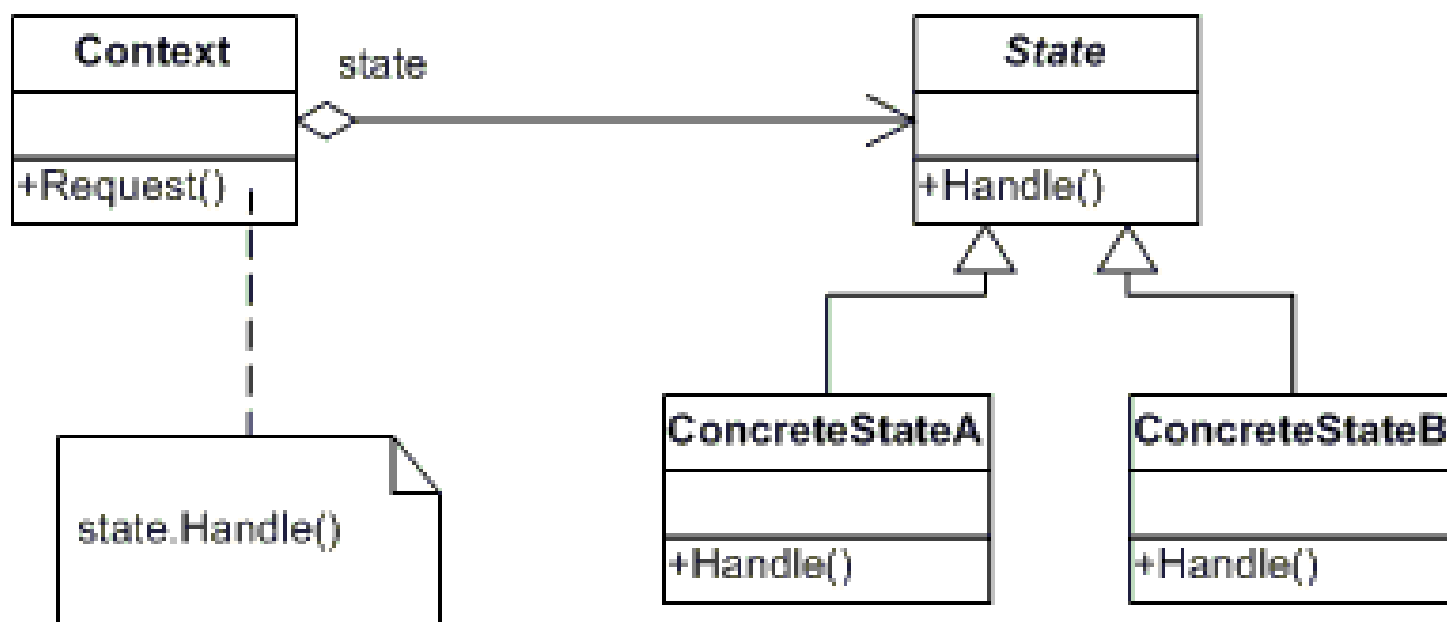 Context
+Request()
state
State
+Handle()
state.Handle()
ConcreteStateA
+Handle()
ConcreteStateB
+Handle()